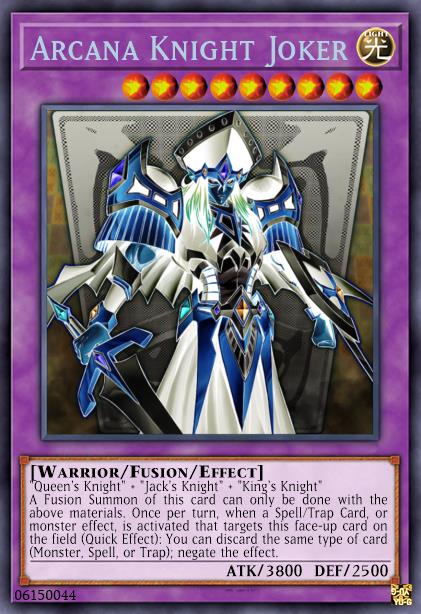 Arcana Knight Joker
LIGHT
光
[Warrior/Fusion/Effect]
"Queen's Knight" + "Jack's Knight" + "King's Knight"
A Fusion Summon of this card can only be done with the
above materials. Once per turn, when a Spell/Trap Card, or
monster effect, is activated that targets this face-up card on
the field (Quick Effect): You can discard the same type of card
(Monster, Spell, or Trap); negate the effect.
ATK/3800 DEF/2500
06150044